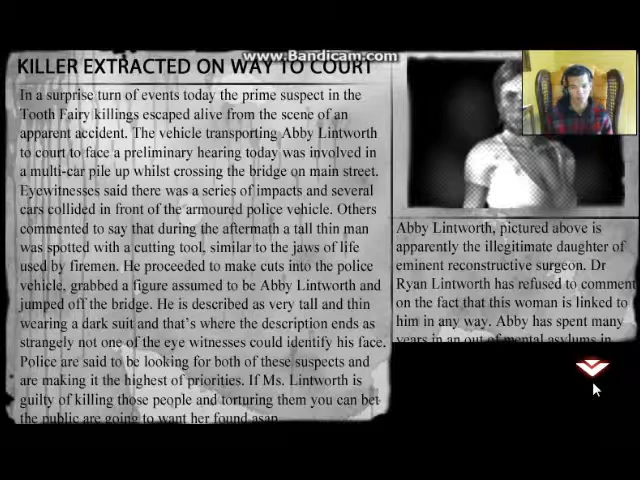 www.Bandicam.com
KILLER EXTRACTED ON WAY TO COURT
In a surprise turn of events today the prime suspect in the
Tooth Fairy killings escaped alive from the scene of an
apparent accident. The vehicle transporting Abby Lintworth
to court to face a preliminary hearing today was involved in
a multi-car pile up whilst crossing the bridge on main street.
Eyewitnesses said there was a series of impacts and several
cars collided in front of the armoured police vehicle. Others
commented to say that during the aftermath a tall thin man
was spotted with a cutting tool, similar to the jaws of life
used by firemen. He proceeded to make cuts into the police
vehicle, grabbed a figure assumed to be Abby Lintworth and
jumped off the bridge. He is described as very tall and thin
wearing a dark suit and that's where the description ends as
strangely not one of the eye witnesses could identify his face.
Police are said to be looking for both of these suspects and
are making it the highest of priorities. If Ms. Lintworth is
guilty of killing those people and torturing them you can bet
the public are going to want her found asap
Abby Lintworth, pictured above is
apparently the illegitimate daughter of
eminent reconstructive surgeon. Dr
Ryan Lintworth has refused to comment
on the fact that this woman is linked to
him in any way. Abby has spent many
years in an out of mental asylums in